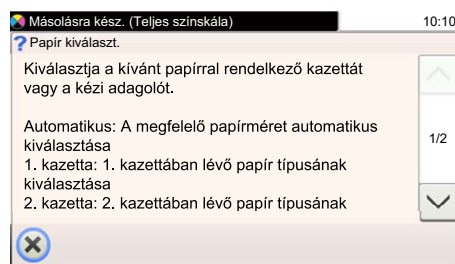 Másolásra kész. (Teljes színskála)
10:10
Papír kiválaszt.
Kiválasztja a kívánt papírral rendelkező kazettát
vagy a kézi adagolót.
Automatikus: A megfelelő papírméret automatikus
kiválasztása
1. kazetta: 1. kazettában lévő papír típusának
kiválasztása
2. kazetta: 2. kazettában lévő papír típusának
1/2